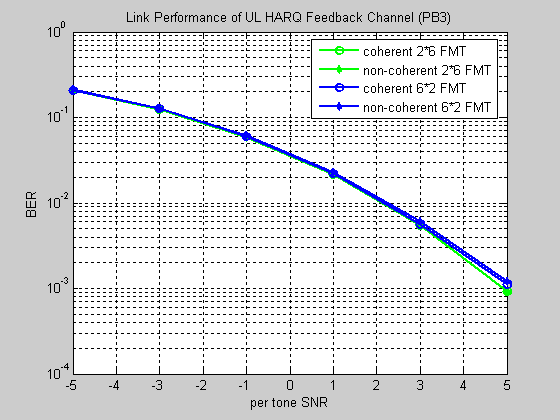 Link Performance of UL HARQ Feedback Channel (PB3)
coherent 2*6 FMT
non-coherent 2*6 FMT
coherent 6*2 FMT
non-coherent 6*2 FMT
BER
10^0
10^-1
10^-2
10^-3
10^-4
-5 -4 -3 -2 -1 0 1 2 3 4 5
per tone SNR